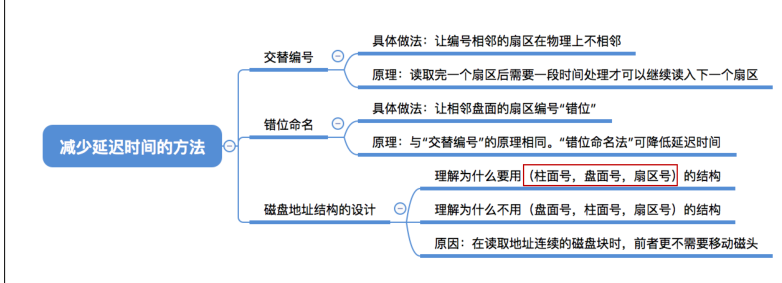 减少延迟时间的方法
交替编号
具体做法：让编号相邻的扇区在物理上不相邻
原理：读取完一个扇区后需要一段时间处理才可以继续读入下一个扇区
错位命名
具体做法：让相邻盘面的扇区编号“错位”
原理：与“交替编号”的原理相同。“错位命名法”可降低延迟时间
磁盘地址结构的设计
理解为什么要用（柱面号，盘面号，扇区号）的结构
理解为什么不用（盘面号，柱面号，扇区号）的结构
原因：在读取地址连续的磁盘块时，前者更不需要移动磁头